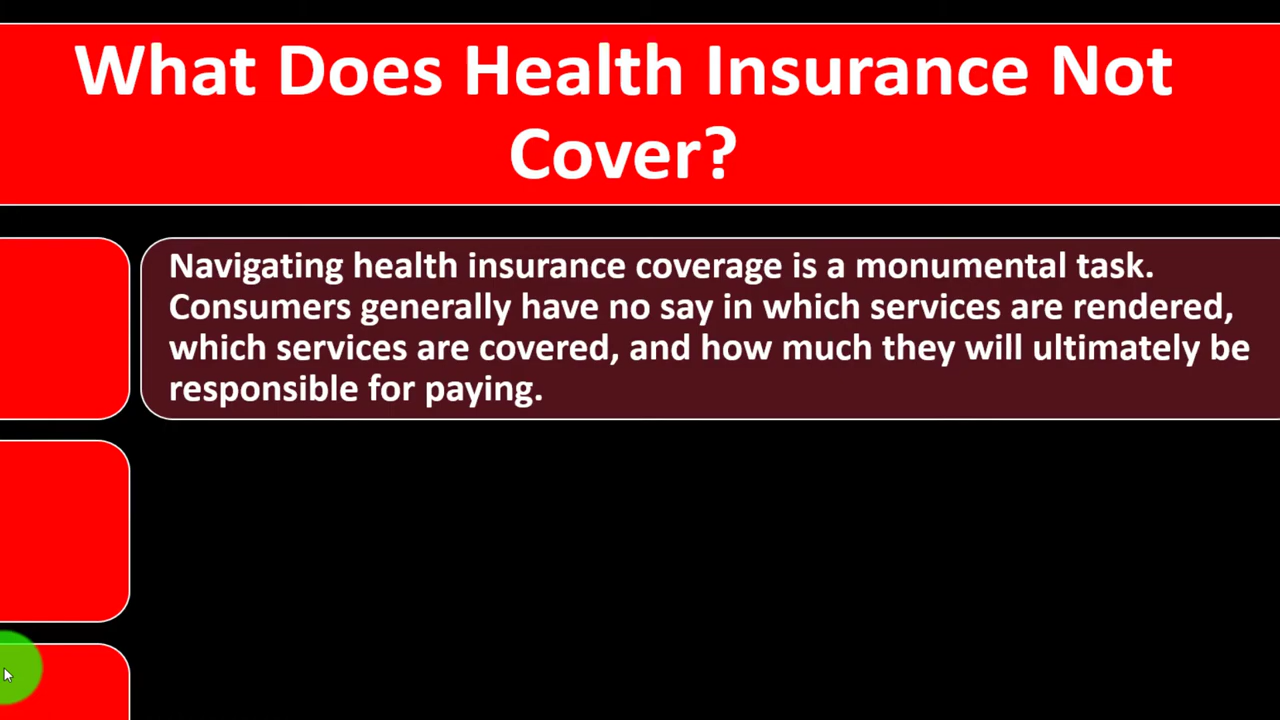 What Does Health Insurance Not
Cover?
Navigating health insurance coverage is a monumental task.
Consumers generally have no say in which services are rendered,
which services are covered, and how much they will ultimately be
responsible for paying.